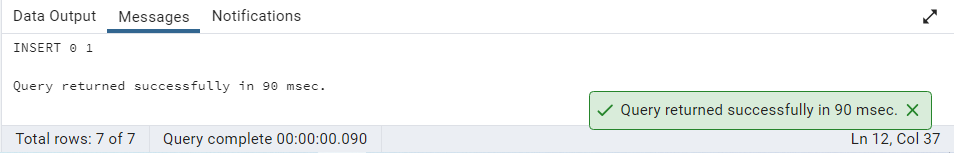 Data Output Messages Notifications
INSERT 0 1
Query returned successfully in 90 msec.
Query returned successfully in 90 msec.
Total rows: 7 of 7 Query complete 00:00:00.090 Ln 12, Col 37